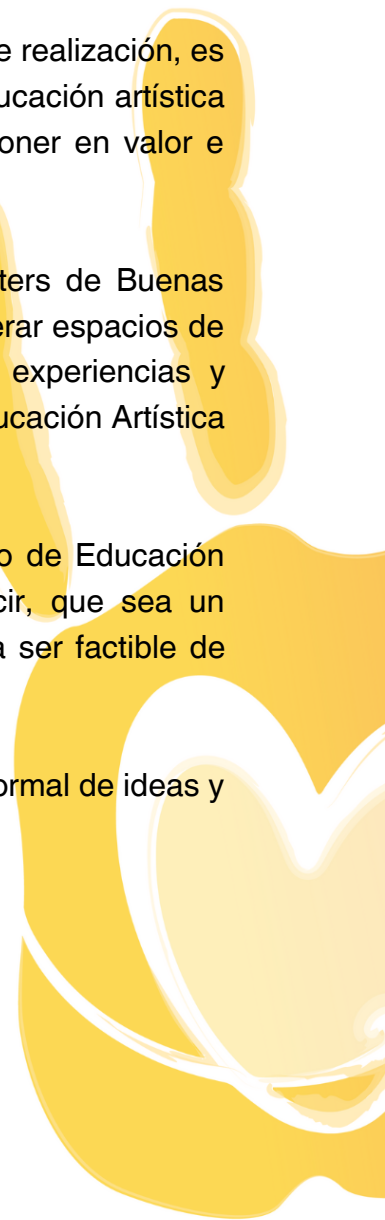 e realización, es
ucación artística
oner en valor e
ters de Buenas
erar espacios de
experiencias y
ucación Artística
o de Educación
cir, que sea un
a ser factible de
ormal de ideas y